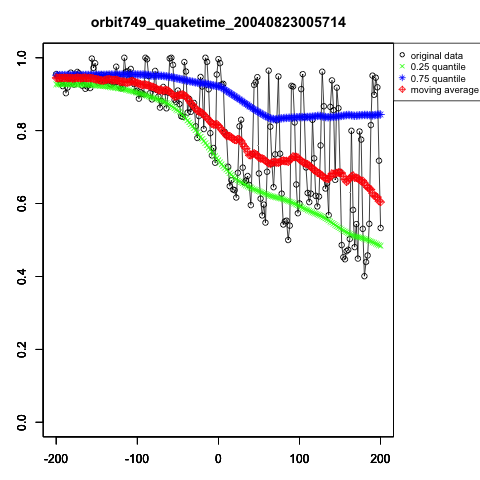 orbit749_quaketime_20040823005714
original data
0.25 quantile
0.75 quantile
moving average
1.0
0.8
0.6
0.4
0.2
0.0
-200 -100 0 100 200